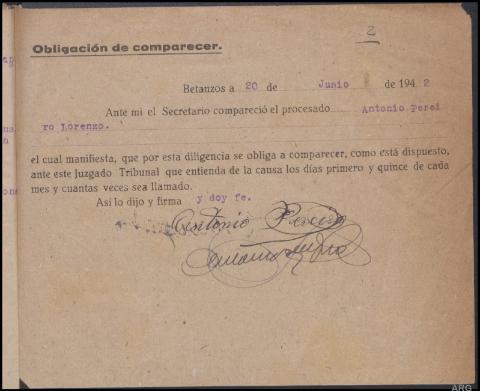 2
Obligación de comparecer.
Betanzos a 20 de Junio de 1942
Ante mi el Secretario compareció el procesado Antonio Perei
ro Lorenzo.
el cual manifiesta, que por esta diligencia se obliga a comparecer, como está dispuesto,
ante este Juzgado Tribunal que entienda de la causa los días primero y quince de cada
mes y cuantas veces sea llamado.
Asi lo dijo y firma y doy fe.
Antonio Pereiro
ARG